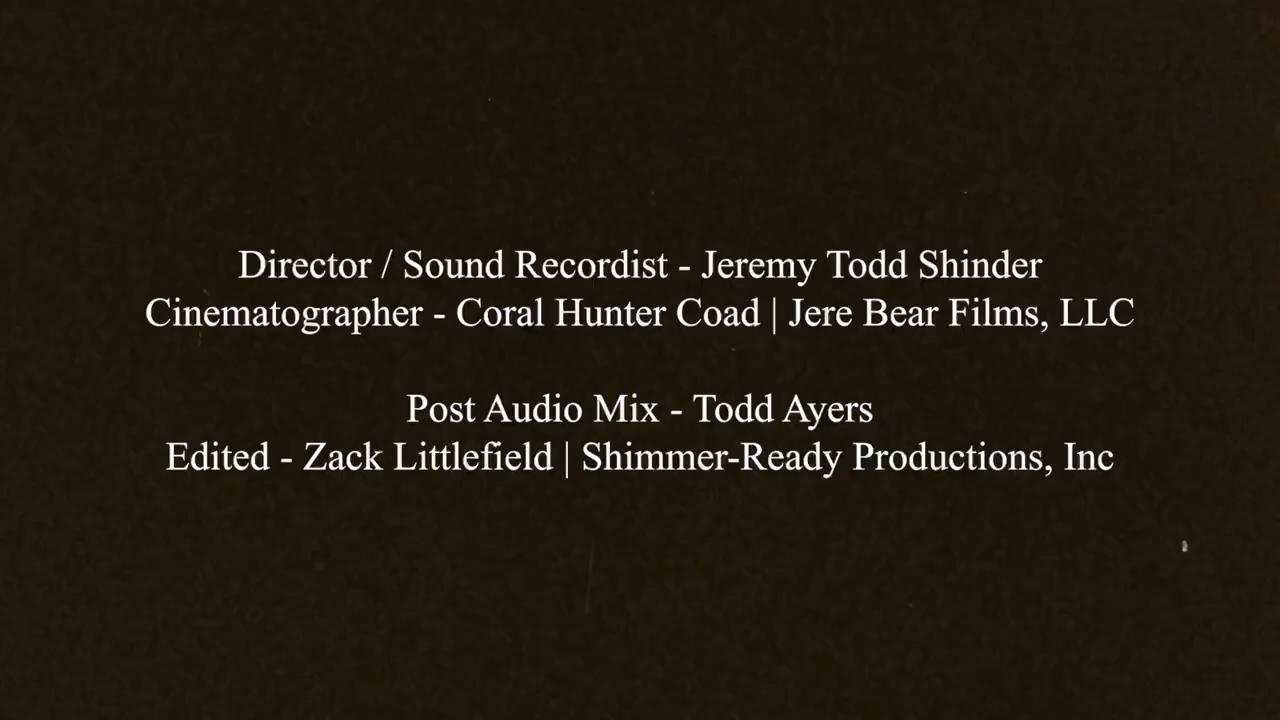 Director / Sound Recordist - Jeremy Todd Shinder
Cinematographer - Coral Hunter Coad | Jere Bear Films, LLC
Post Audio Mix - Todd Ayers
Edited - Zack Littlefield | Shimmer-Ready Productions, Inc